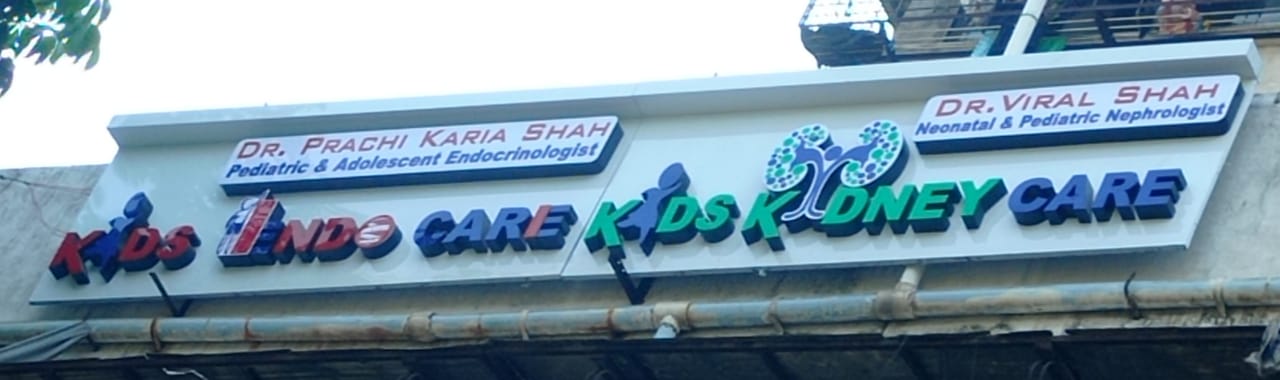 DR. PRACHI KARIA SHAH
Pediatric & Adolescent Endocrinologist
KiDS ENDO CARE
DR. VIRAL SHAH
Neonatal & Pediatric Nephrologist
KiDS KiDNEY CARE